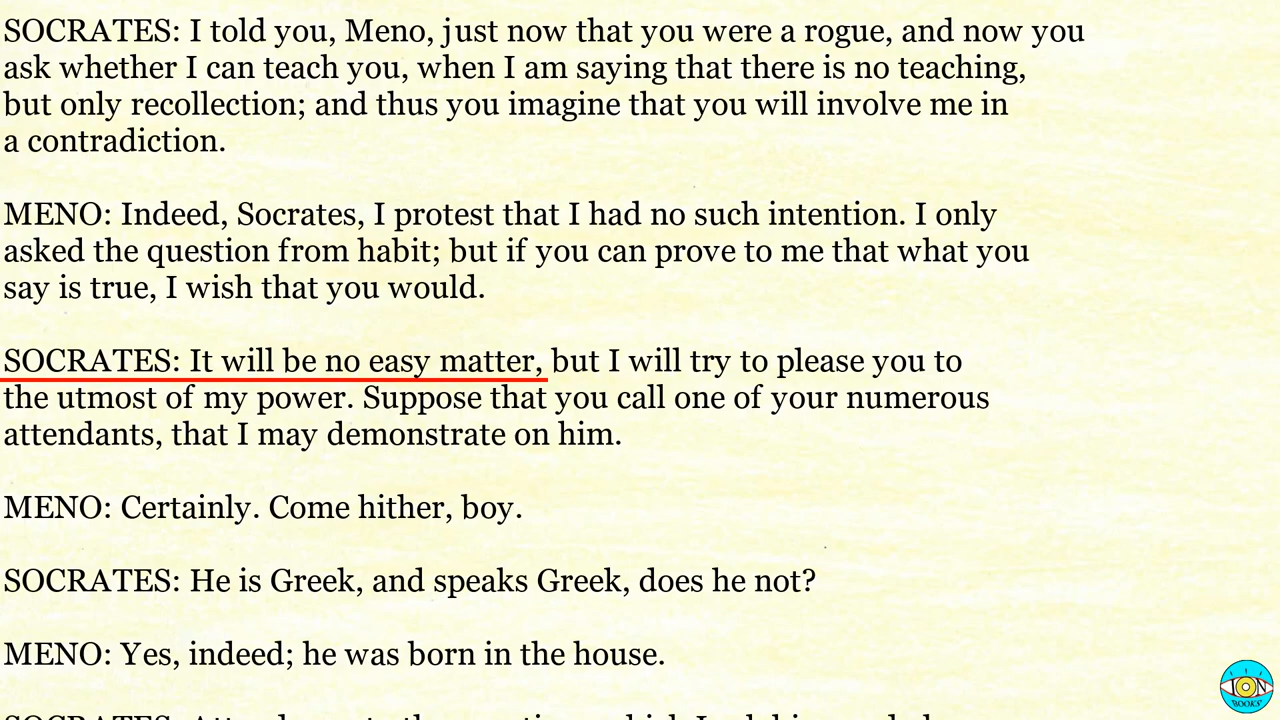 SOCRATES: I told you, Meno, just now that you were a rogue, and now you
ask whether I can teach you, when I am saying that there is no teaching,
but only recollection; and thus you imagine that you will involve me in
a contradiction.
MENO: Indeed, Socrates, I protest that I had no such intention. I only
asked the question from habit; but if you can prove to me that what you
say is true, I wish that you would.
SOCRATES: It will be no easy matter, but I will try to please you to
the utmost of my power. Suppose that you call one of your numerous
attendants, that I may demonstrate on him.
MENO: Certainly. Come hither, boy.
SOCRATES: He is Greek, and speaks Greek, does he not?
MENO: Yes, indeed; he was born in the house.
ION
BOOKS